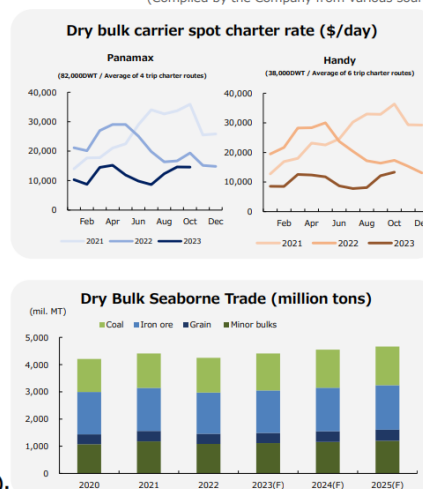 (Compiled by the Company from various sour
Dry bulk carrier spot charter rate ($/day)
Panamax
(82,000DWT / Average of 4 trip charter routes)
40,000
30,000
20,000
10,000
0
Feb Apr Jun Aug Oct Dec
2021 2022 2023
Handy
(38,000DWT / Average of 6 trip charter routes)
40,000
30,000
20,000
10,000
0
Feb Apr Jun Aug Oct De
2021 2022 2023
Dry Bulk Seaborne Trade (million tons)
(mil. MT)
Coal Iron ore Grain Minor bulks
5,000
4,000
3,000
2,000
1,000
0
2020 2021 2022 2023(F) 2024(F) 2025(F)
).